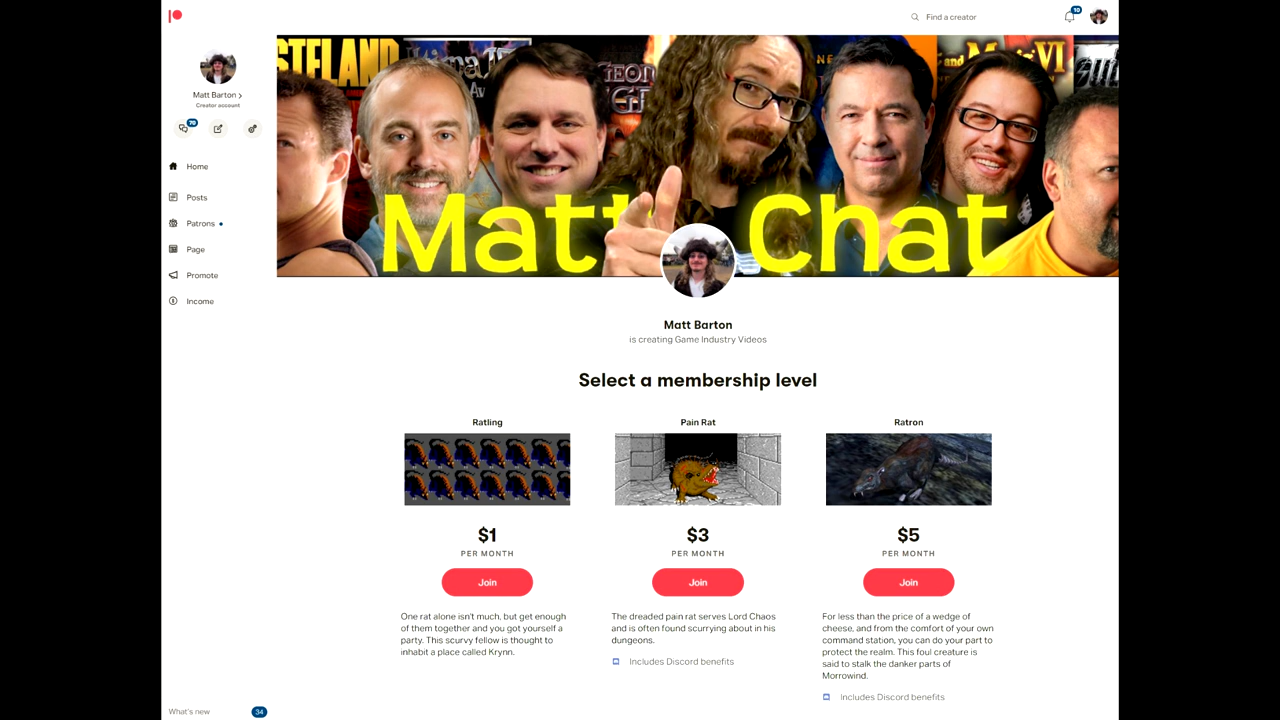 10
Find a creator
STELAND
and Magic VI
Matt Chat
Matt Barton
Creator account
70
Home
Posts
Patrons
Page
Promote
Income
Matt Barton
is creating Game Industry Videos
Select a membership level
Ratling
Pain Rat
Ratron
$1
PER MONTH
Join
One rat alone isn't much, but get enough
of them together and you got yourself a
party. This scurvy fellow is thought to
inhabit a place called Krynn.
$3
PER MONTH
Join
The dreaded pain rat serves Lord Chaos
and is often found scurrying about in his
dungeons.
Includes Discord benefits
$5
PER MONTH
Join
For less than the price of a wedge of
cheese, and from the comfort of your own
command station, you can do your part to
protect the realm. This foul creature is
said to stalk the danker parts of
Morrowind.
Includes Discord benefits
What's new
34